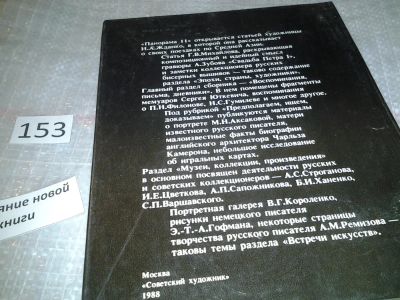 «Панорама 11» открывается статьей художницы
Н.А.Жданко, в которой она рассказывает
о своих поездках по Средней Азии.
Статья Г.В.Михайлова, раскрывающая
композиционный и идейный смысл
гравюры А.Зубова «Свадьба Петра I»,
и заметки коллекционера русских
бисерных вышивок — таково содержание
раздела «Эпохи, страны, художники».
Главный раздел сборника — «Воспоминания,
письма, дневники». В нем помещены фрагменты
мемуаров Сергея Юткевича, воспоминания
о П.Н.Филонове, Н.С.Гумилеве и многое другое.
Под рубрикой «Предполагаем, ищем,
доказываем» публикуются материалы
о портрете М.Н.Аксаковой, матери
известного русского писателя,
малоизвестные факты биографии
английского архитектора Чарльза
Камерона, небольшое исследование
об игральных картах.
Раздел «Музеи, коллекции, произведения»
в основном посвящен деятельности русских
и советских коллекционеров — А.С.Строганова,
И.Е.Цветкова, А.П.Сапожникова, Б.И.Ханенко,
С.П.Варшавского.
Портретная галерея В.Г.Короленко,
рисунки немецкого писателя
Э.-Т.-А.Гофмана, некоторые страницы
творчества русского писателя А.М.Ремизова —
таковы темы раздела «Встречи искусств».
Москва
«Советский художник»
1988
153
яние новой
книги